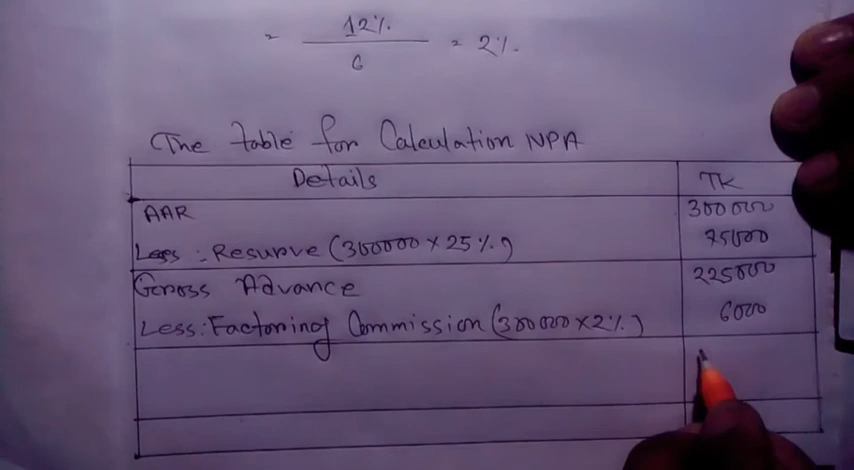 = 12% / 6 = 2%.
The table for Calculation NPA
Details TK
AAR 300000
Less : Resurve (300000 × 25%) 75000
Gross Advance 225000
Less: Factoring Commission (300000 × 2%) 6000